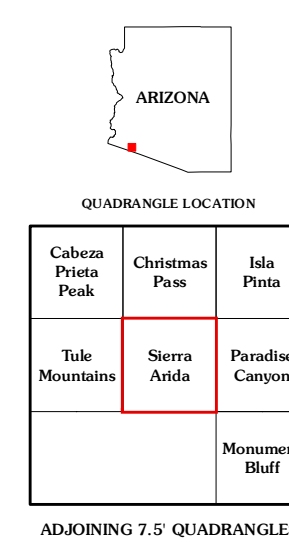 ARIZONA
QUADRANGLE LOCATION
Cabeza
Prieta
Peak
Christmas
Pass
Isla
Pinta
Tule
Mountains
Sierra
Arida
Paradise
Canyon
Monumen
Bluff
ADJOINING 7.5' QUADRANGLE